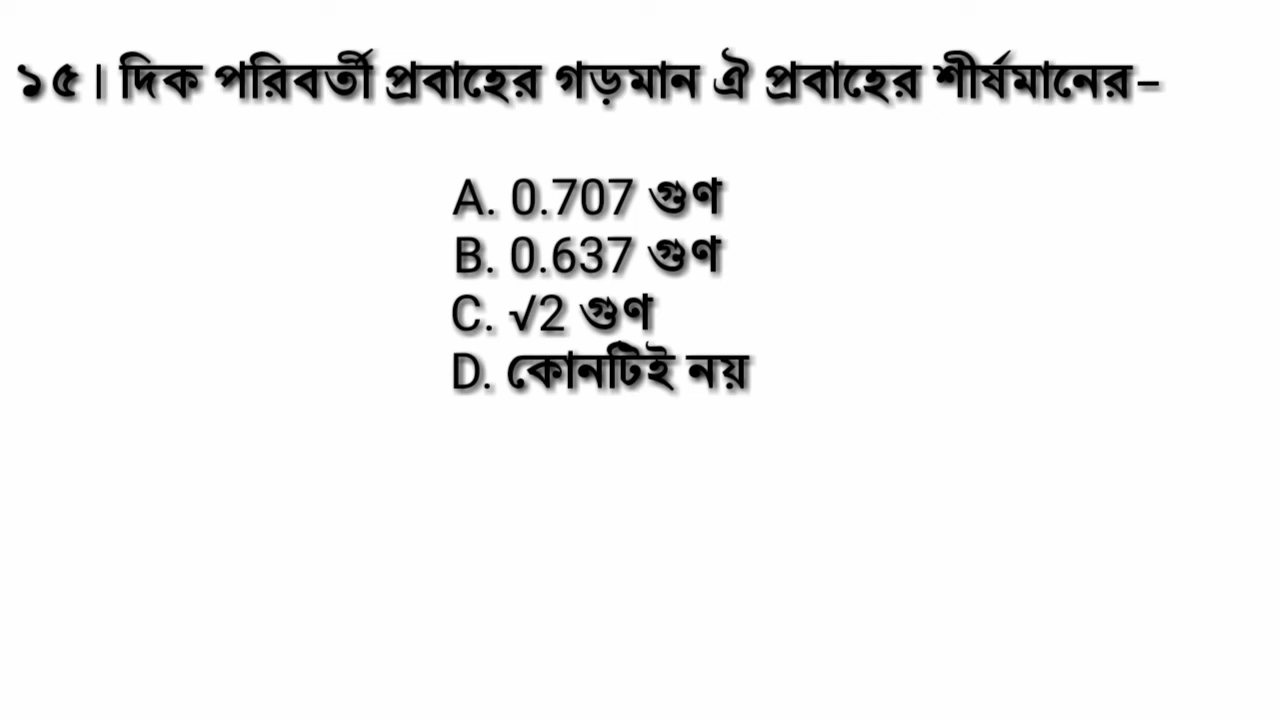 ১৫। দিক পরিবর্তী প্রবাহের গড়মান ঐ প্রবাহের শীর্ষমানের–
A. 0.707 গুণ
B. 0.637 গুণ
C. √2 গুণ
D. কোনটিই নয়